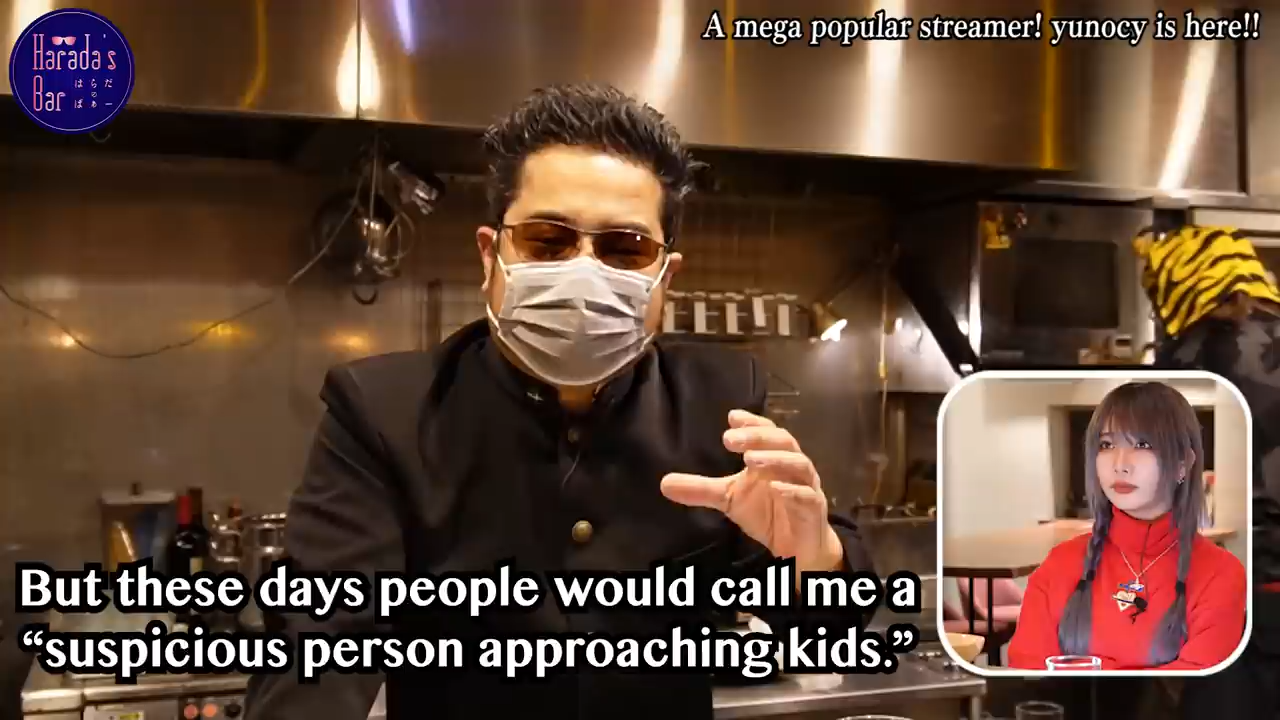 Harada's
Bar
はらだ
の
ばぁー
A mega popular streamer! yunocy is here!!
But these days people would call me a
“suspicious person approaching kids.”